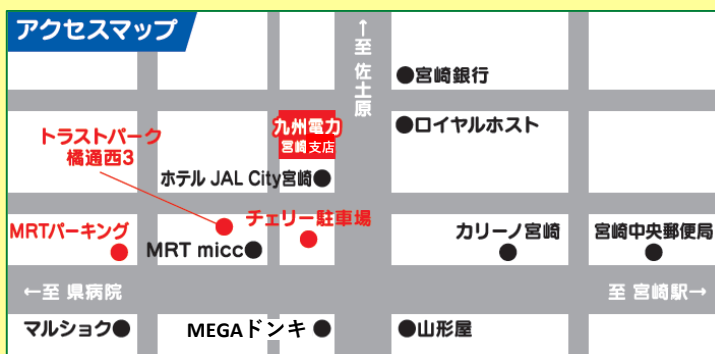 アクセスマップ
↑至 佐土原
●宮崎銀行
九州電力
宮崎支店
●ロイヤルホスト
トラストパーク
橘通西3
ホテル JAL City宮崎●
MRTパーキング
チェリー駐車場
MRT micc●
カリーノ宮崎
宮崎中央郵便局
←至 県病院
至 宮崎駅→
マルショク●
MEGAドンキ●
●山形屋